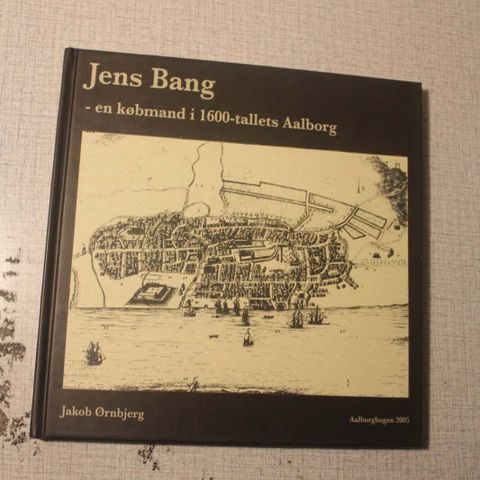 Jens Bang
- en købmand i 1600-tallets Aalborg
Jakob Ørnbjerg
Aalborgbogen 2005